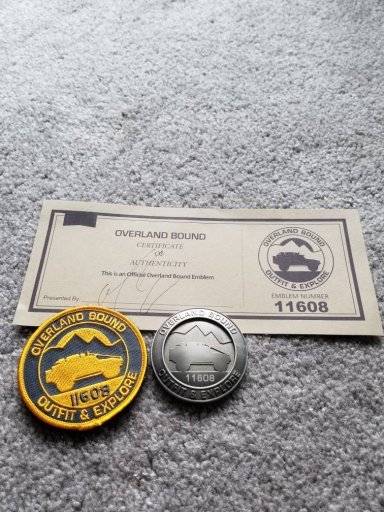 OVERLAND BOUND
CERTIFICATE
OF
AUTHENTICITY
This is an Official Overland Bound Emblem
Presented By:
OVERLAND BOUND
OUTFIT & EXPLORE
EMBLEM NUMBER
11608
OVERLAND BOUND
11608
OUTFIT & EXPLORE
OVERLAND BOUND
11608
OUTFIT & EXPLORE